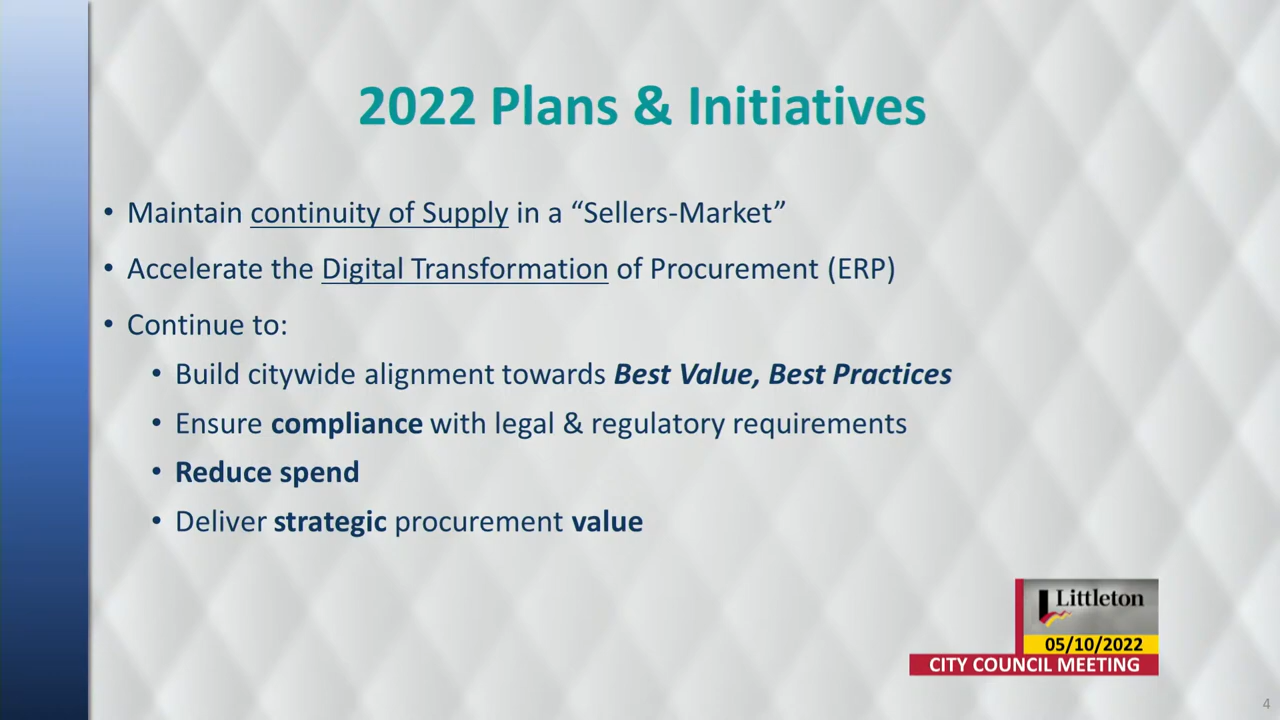 2022 Plans & Initiatives
• Maintain continuity of Supply in a “Sellers-Market”
• Accelerate the Digital Transformation of Procurement (ERP)
• Continue to:
• Build citywide alignment towards Best Value, Best Practices
• Ensure compliance with legal & regulatory requirements
• Reduce spend
• Deliver strategic procurement value
Littleton
05/10/2022
CITY COUNCIL MEETING
4